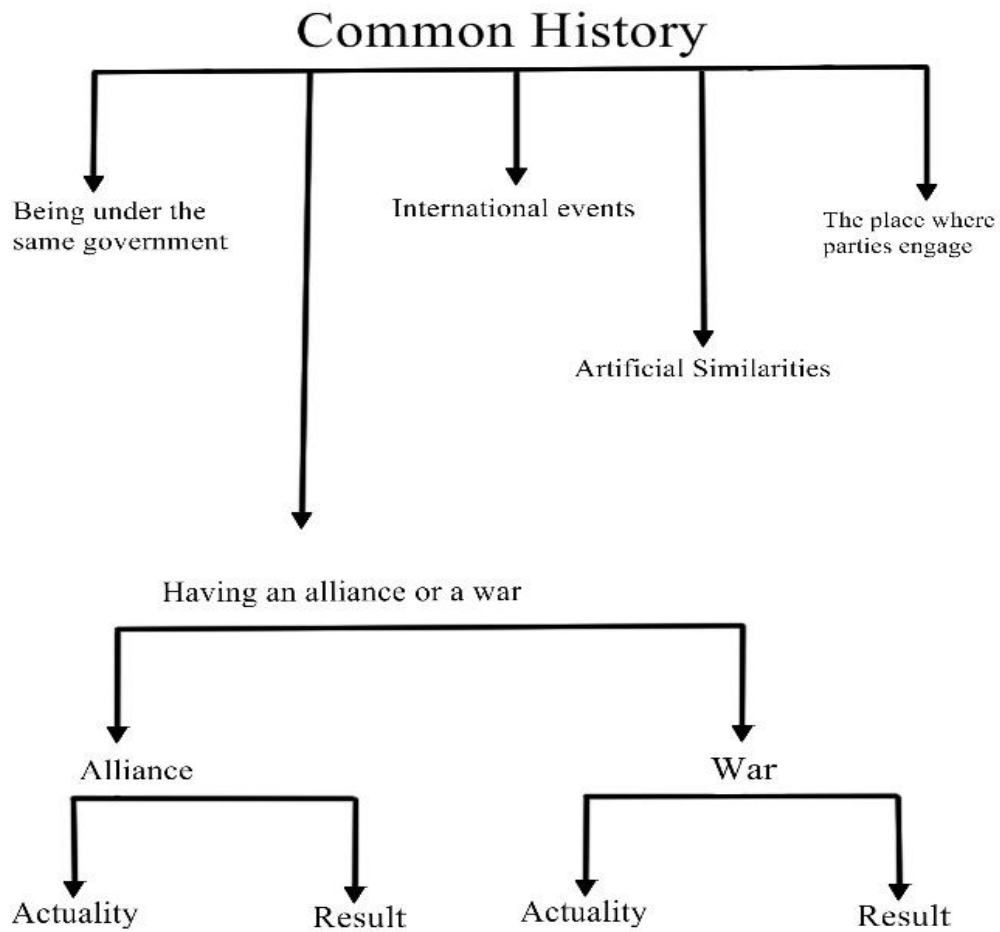 Common History
Being under the
same government
International events
The place where
parties engage
Artificial Similarities
Having an alliance or a war
Alliance
War
Actuality
Result
Actuality
Result